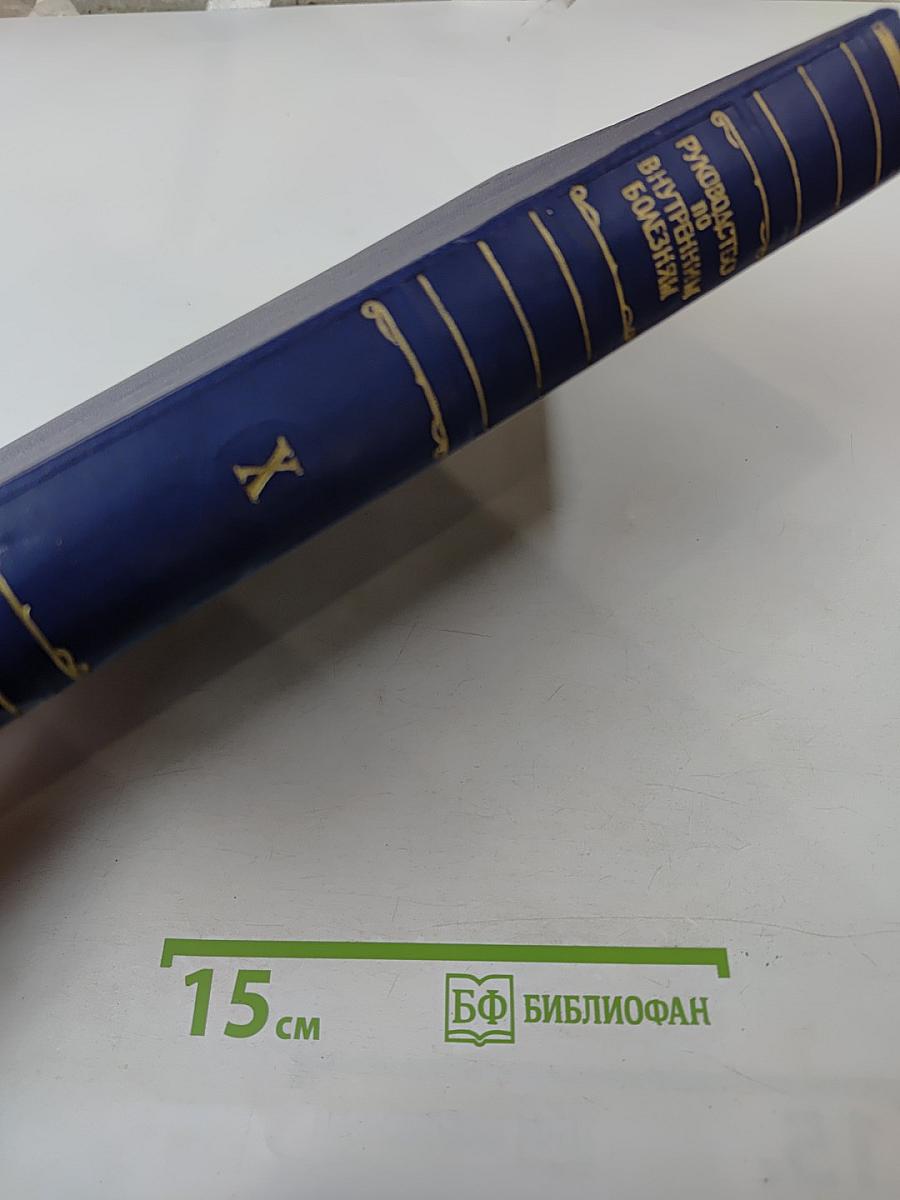 РУКОВОДСТВО
ПО
ВНУТРЕННИМ
БОЛЕЗНЯМ
X
15 см
БФ БИБЛИОФАН